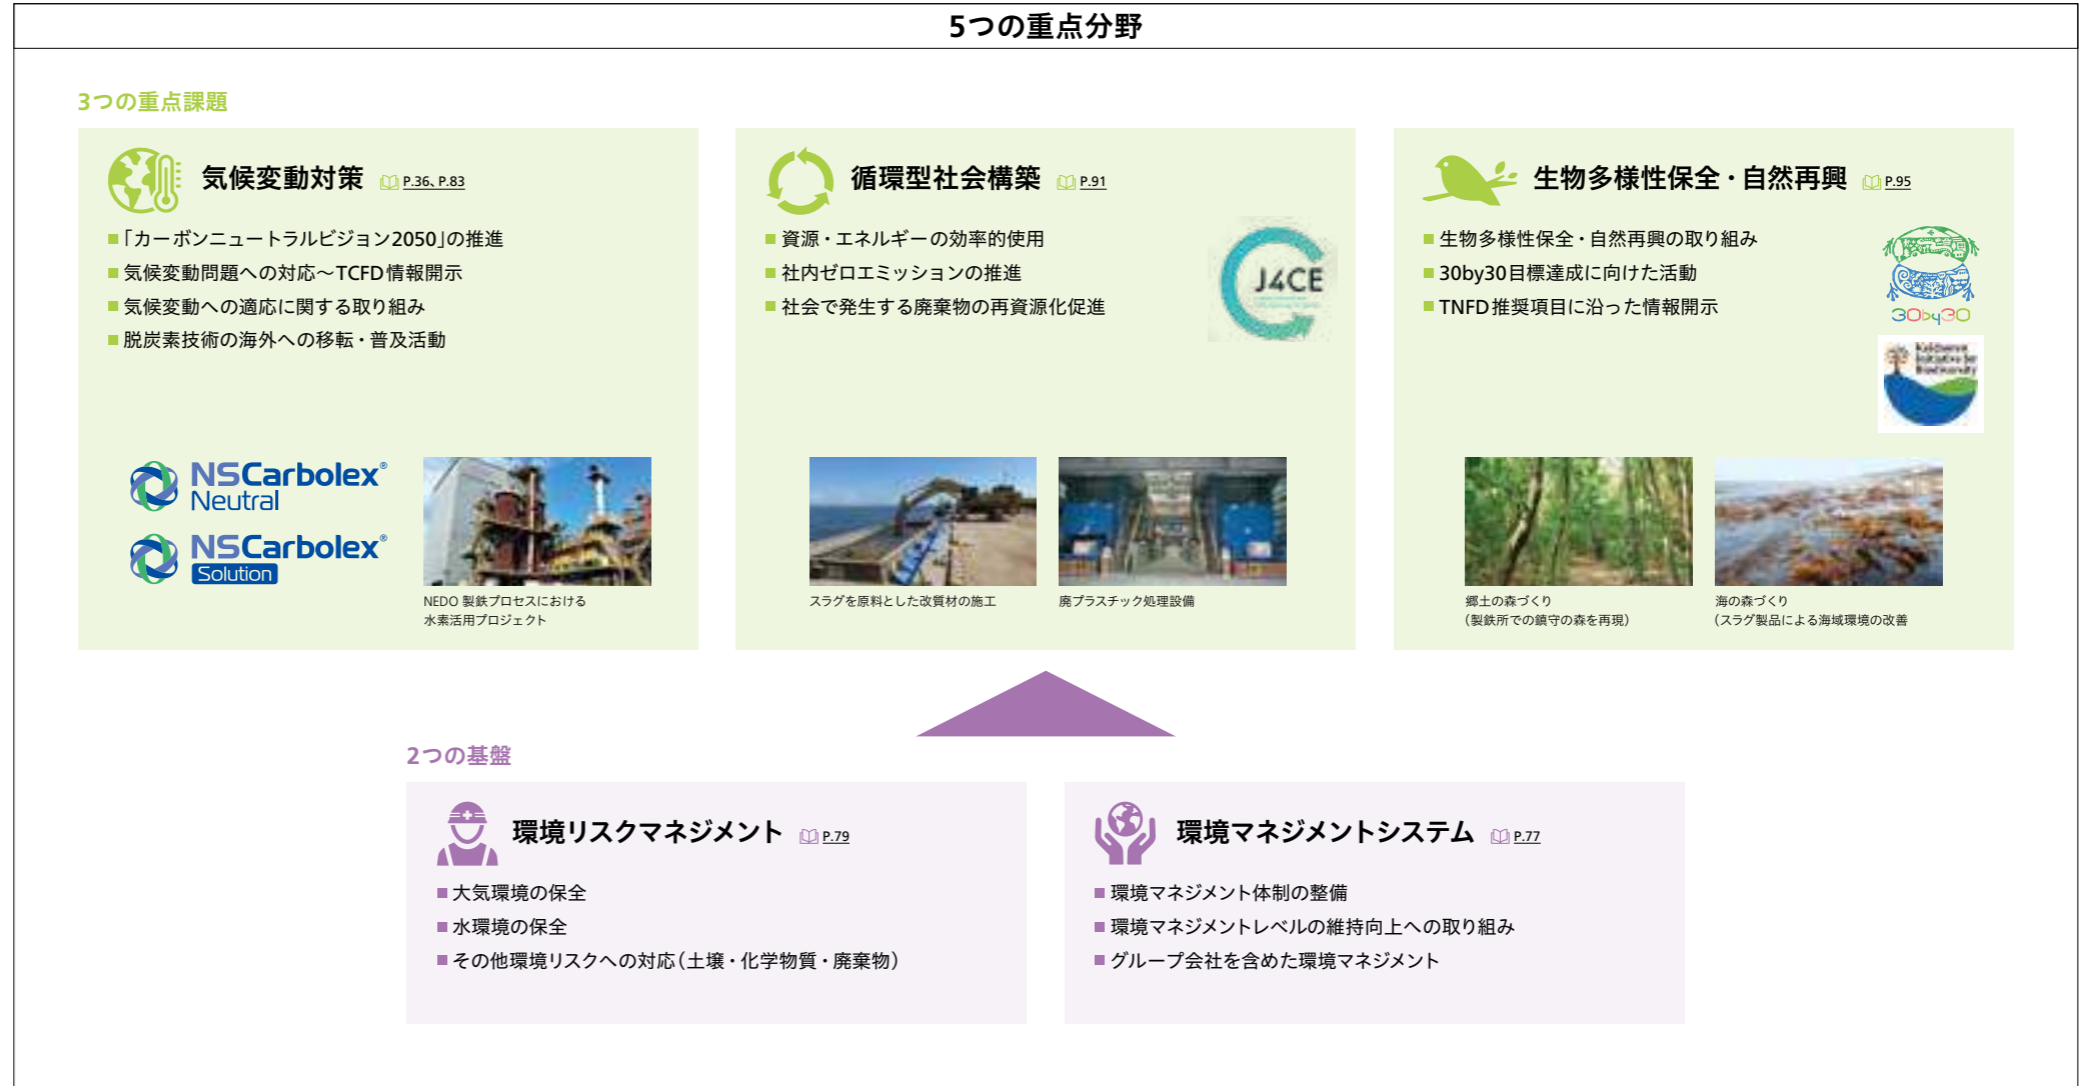 5つの重点分野
3つの重点課題
気候変動対策 P.36、P.83
■「カーボンニュートラルビジョン2050」の推進
■気候変動問題への対応～TCFD情報開示
■気候変動への適応に関する取り組み
■脱炭素技術の海外への移転・普及活動
NSCarbolex®
Neutral
NSCarbolex®
Solution
NEDO 製鉄プロセスにおける
水素活用プロジェクト
循環型社会構築 P.91
■資源・エネルギーの効率的使用
■社内ゼロエミッションの推進
■社会で発生する廃棄物の再資源化促進
J4CE
スラグを原料とした改質材の施工
廃プラスチック処理設備
生物多様性保全・自然再興 P.95
■生物多様性保全・自然再興の取り組み
■30by30目標達成に向けた活動
■TNFD推奨項目に沿った情報開示
30by30
Keidanren
Initiative for
Biodiversity
郷土の森づくり
（製鉄所での鎮守の森を再現）
海の森づくり
（スラグ製品による海域環境の改善
2つの基盤
環境リスクマネジメント P.79
■大気環境の保全
■水環境の保全
■その他環境リスクへの対応（土壌・化学物質・廃棄物）
環境マネジメントシステム P.77
■環境マネジメント体制の整備
■環境マネジメントレベルの維持向上への取り組み
■グループ会社を含めた環境マネジメント